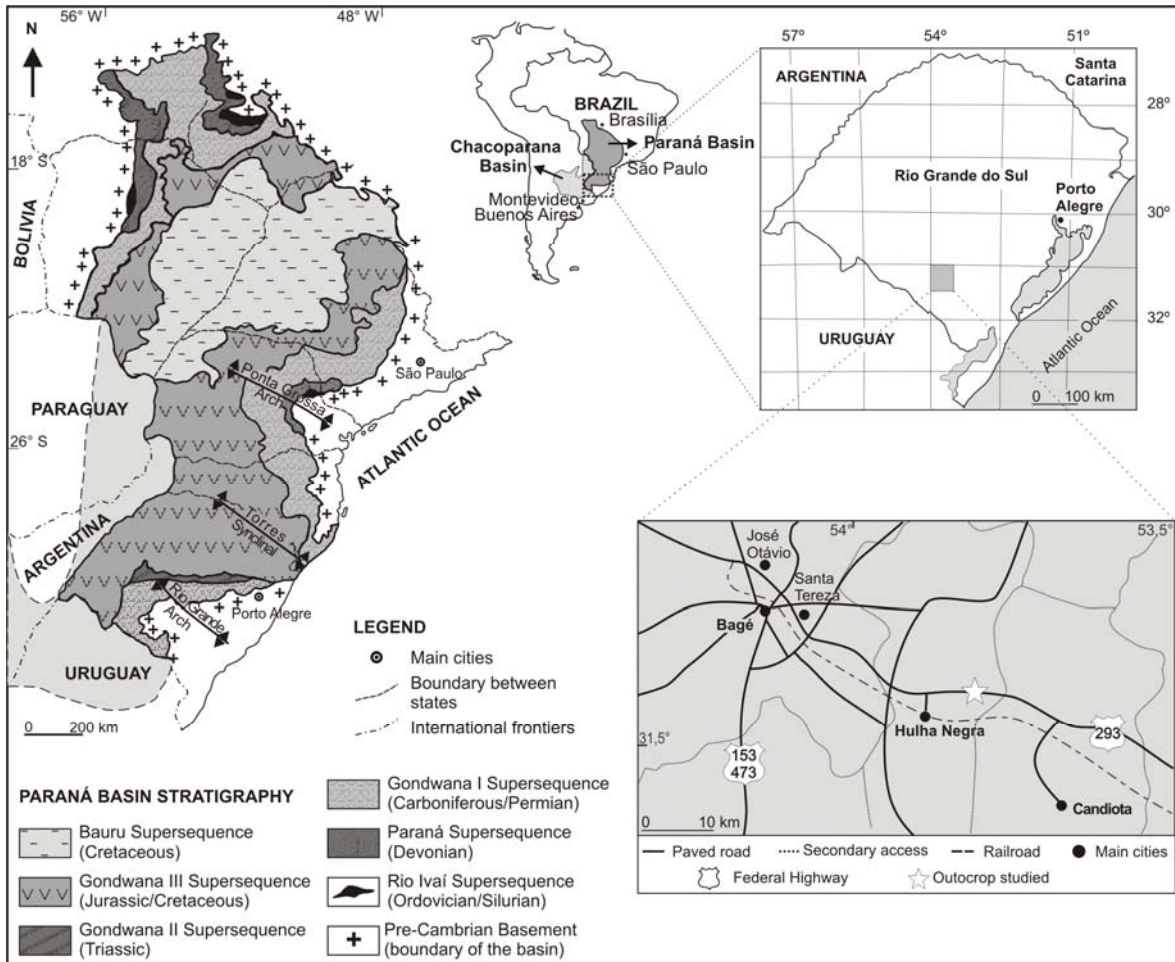 56° W
48° W
N
18° S
BOLIVIA
PARAGUAY
26° S
ARGENTINA
URUGUAY
Ponta Grossa
Arch
São Paulo
ATLANTIC OCEAN
Torres
Synclinal
Rio Grande
Arch
Porto Alegre
0 200 km
LEGEND
Main cities
Boundary between
states
International frontiers
PARANÁ BASIN STRATIGRAPHY
Bauru Supersequence
(Cretaceous)
Gondwana III Supersequence
(Jurassic/Cretaceous)
Gondwana II Supersequence
(Triassic)
Gondwana I Supersequence
(Carboniferous/Permian)
Paraná Supersequence
(Devonian)
Rio Ivaí Supersequence
(Ordovician/Silurian)
Pre-Cambrian Basement
(boundary of the basin)
BRAZIL
Brasília
Paraná Basin
Chacoparana
Basin
São Paulo
Montevideo
Buenos Aires
57°
54°
51°
ARGENTINA
Santa
Catarina
28°
Rio Grande do Sul
Porto
Alegre
30°
32°
URUGUAY
Atlantic Ocean
0 100 km
José
Otávio
54°
53,5°
Santa
Tereza
Bagé
Hulha Negra
31,5°
153
473
293
Candiota
0 10 km
Paved road
Secondary access
Railroad
Main cities
Federal Highway
Outocrop studied